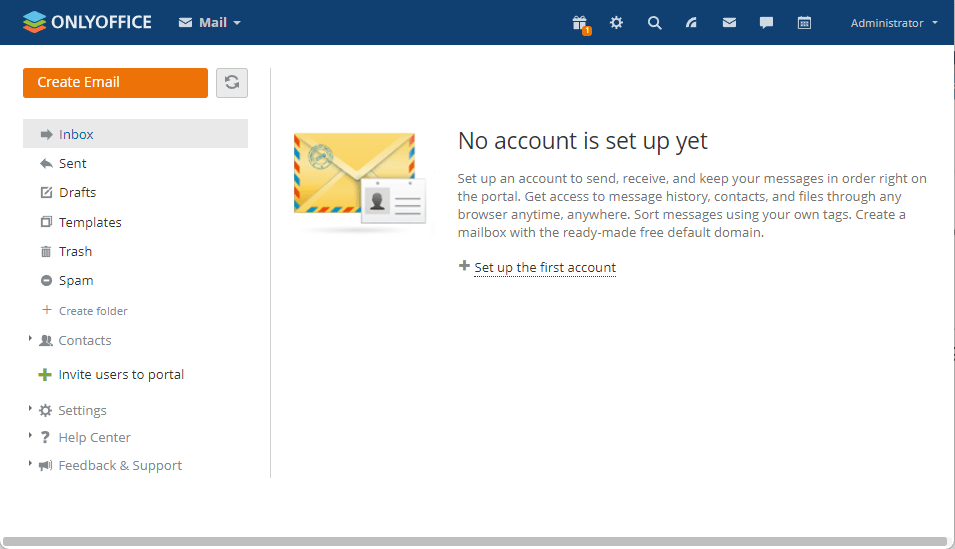 ONLYOFFICE Mail 1 Administrator
Create Email
Inbox
Sent
Drafts
Templates
Trash
Spam
Create folder
Contacts
Invite users to portal
Settings
Help Center
Feedback & Support
No account is set up yet
Set up an account to send, receive, and keep your messages in order right on
the portal. Get access to message history, contacts, and files through any
browser anytime, anywhere. Sort messages using your own tags. Create a
mailbox with the ready-made free default domain.
Set up the first account